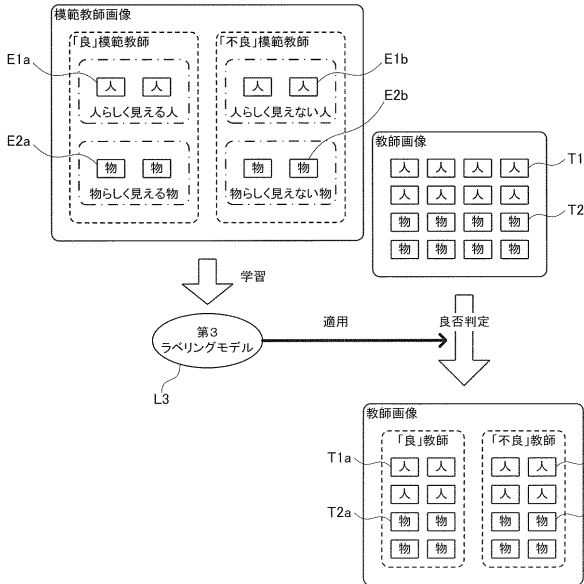 模範教師画像
「良」模範教師
「不良」模範教師
E1a
人 人
人 人
E1b
人らしく見える人
人らしく見えない人
E2b
E2a
物 物
物 物
物らしく見える物
物らしく見えない物
教師画像
人 人 人 人
T1
人 人 人 人
物 物 物 物
T2
物 物 物 物
学習
第3
ラベリングモデル
適用
良否判定
L3
教師画像
「良」教師
「不良」教師
T1a
人 人
人 人
人 人
人 人
T2a
物 物
物 物
物 物
物 物